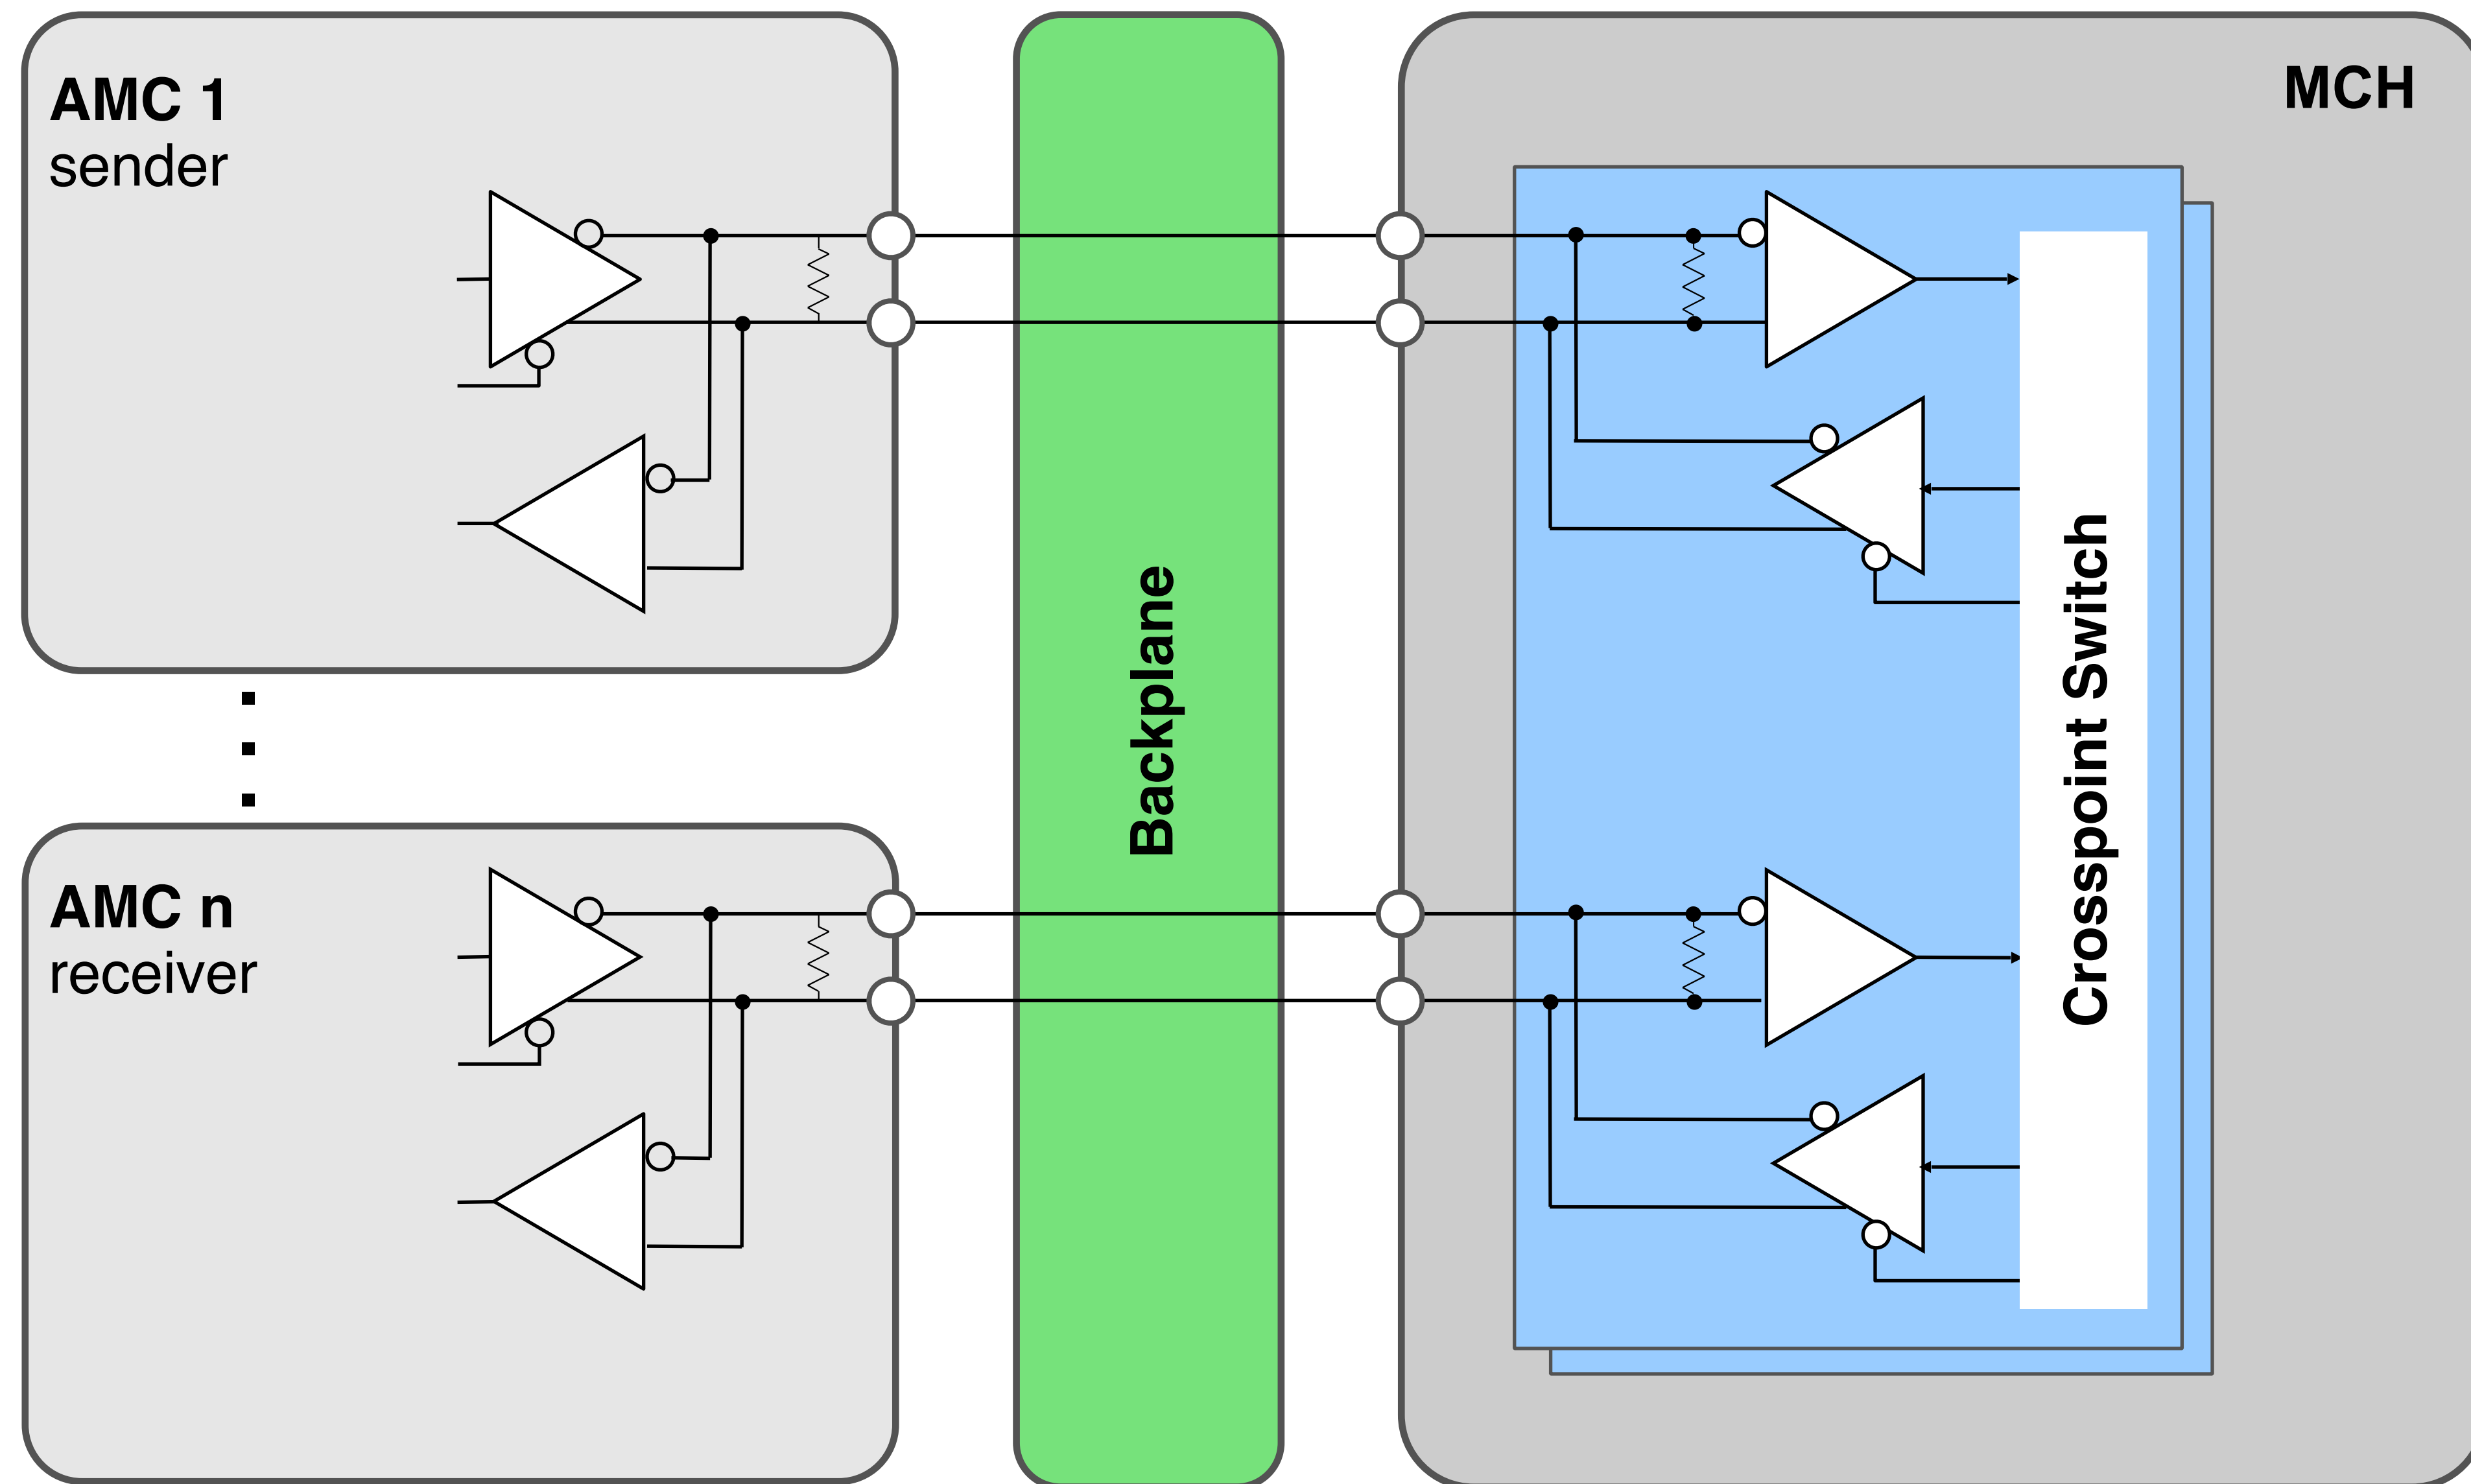 AMC 1
sender
MCH
Backplane
Crosspoint Switch
AMC n
receiver